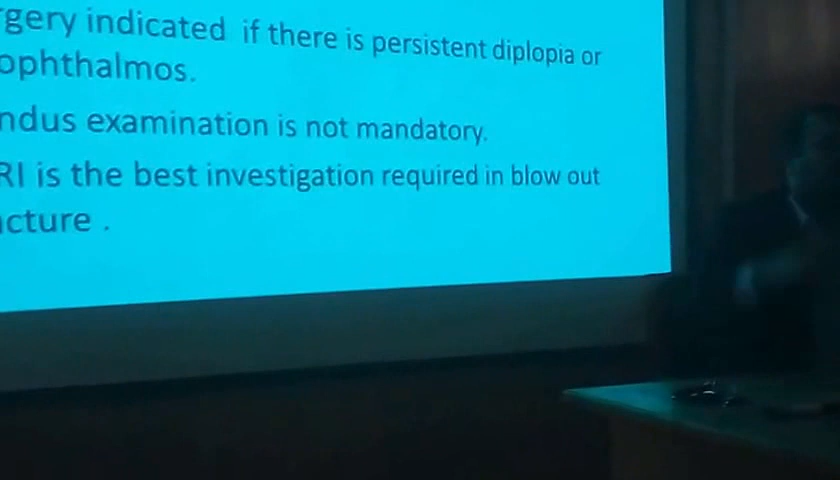 rgery indicated if there is persistent diplopia or
ophthalmos.
ndus examination is not mandatory.
RI is the best investigation required in blow out
cture .